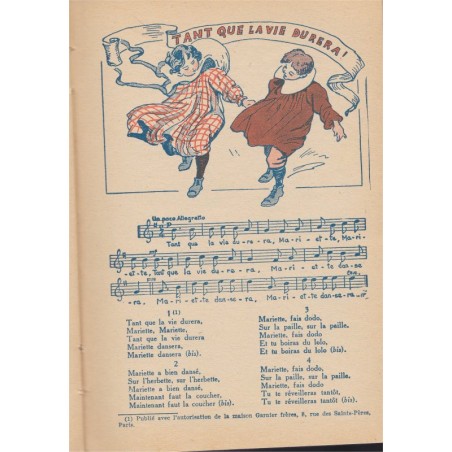 TANT QUE LA VIE DURERA!
Un poco Allegretto
Tant que la vie du-re-ra, Ma-ri-et-te, Ma-ri-
-et-te, Tant que la vie du-re-ra, Ma-ri-et-te dan-se
-ra, Ma-ri-et-te dan-se-ra, Ma-ri-et-te dan-se-ra-
1 (1)
Tant que la vie durera,
Mariette, Mariette,
Tant que la vie durera
Mariette dansera,
Mariette dansera (bis).
2
Mariette a bien dansé,
Sur l'herbette, sur l'herbette,
Mariette a bien dansé,
Maintenant faut la coucher,
Maintenant faut la coucher (bis).
3
Mariette, fais dodo,
Sur la paille, sur la paille.
Mariette, fais dodo
Et tu boiras du lolo,
Et tu boiras du lolo (bis).
4
Mariette, fais dodo,
Sur la paille, sur la paille,
Mariette, fais dodo
Tu te réveilleras tantôt,
Tu te réveilleras tantôt (bis).
(1) Publié avec l'autorisation de la maison Garnier frères, 6, rue des Saints-Pères,
Paris.